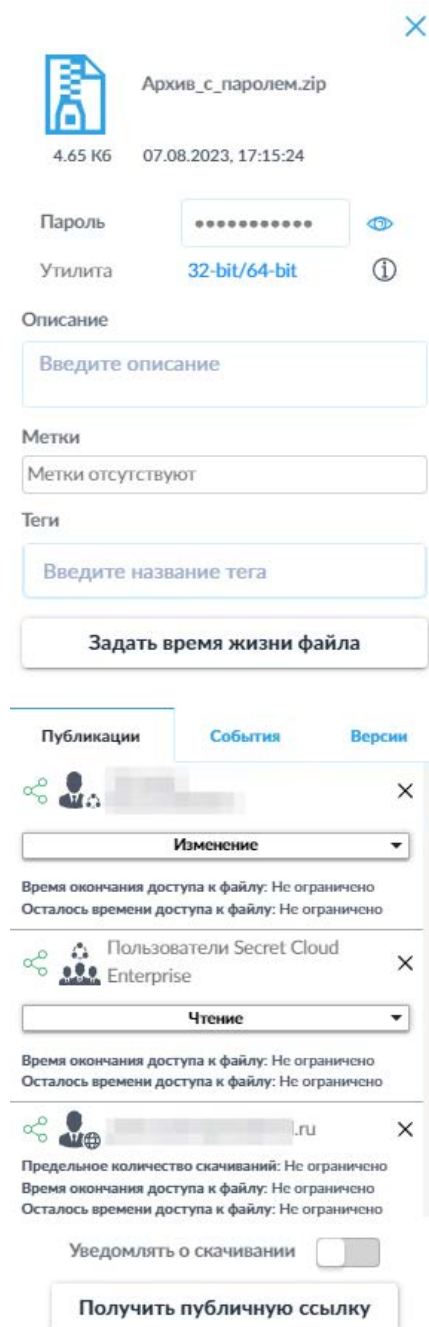 Архив_с_паролем.zip
4.65 Кб 07.08.2023, 17:15:24
Пароль •••••••••••
Утилита 32-bit/64-bit
Описание
Введите описание
Метки
Метки отсутствуют
Теги
Введите название тега
Задать время жизни файла
Публикации События Версии
Изменение
Время окончания доступа к файлу: Не ограничено
Осталось времени доступа к файлу: Не ограничено
Пользователи Secret Cloud
Enterprise
Чтение
Время окончания доступа к файлу: Не ограничено
Осталось времени доступа к файлу: Не ограничено
.ru
Предельное количество скачиваний: Не ограничено
Время окончания доступа к файлу: Не ограничено
Осталось времени доступа к файлу: Не ограничено
Уведомлять о скачивании
Получить публичную ссылку